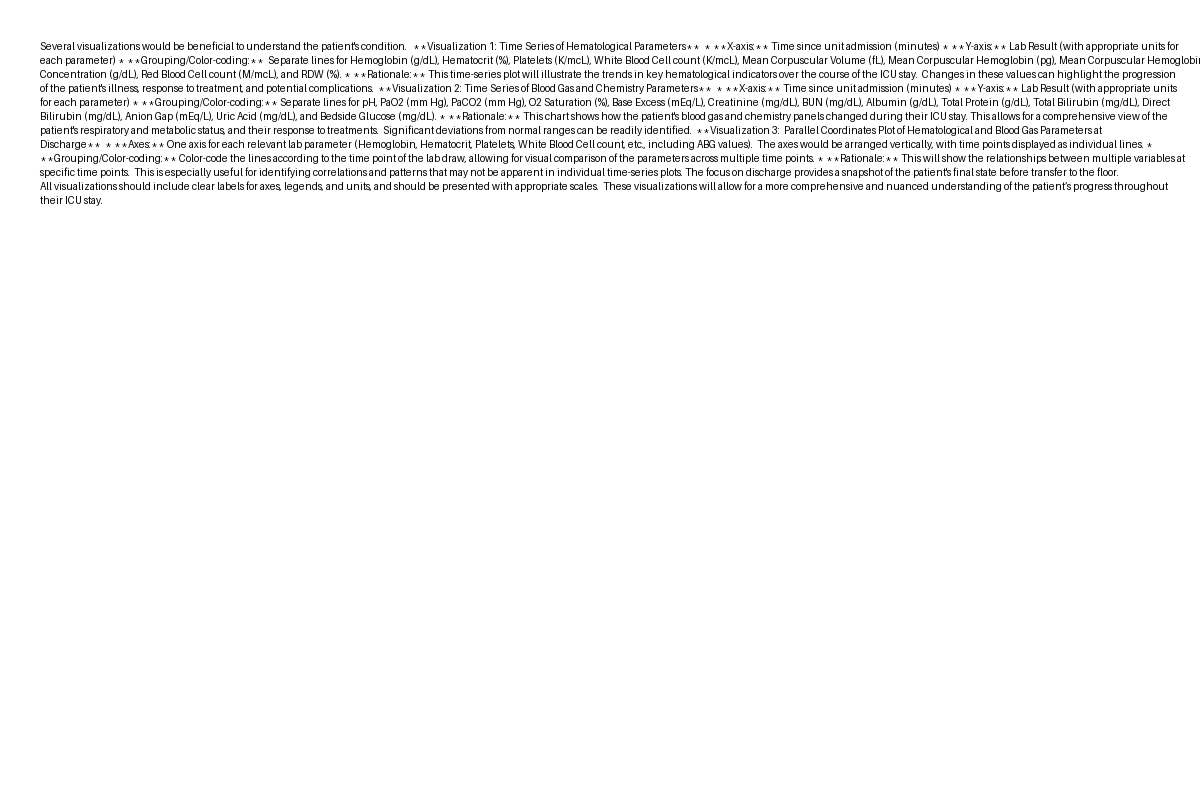 Several visualizations would be beneficial to understand the patient's condition.  **Visualization 1: Time Series of Hematological Parameters**  * **X-axis:** Time since unit admission (minutes) * **Y-axis:** Lab Result (with appropriate units for
each parameter) * **Grouping/Color-coding:**  Separate lines for Hemoglobin (g/dL), Hematocrit (%), Platelets (K/mcL), White Blood Cell count (K/mcL), Mean Corpuscular Volume (fL), Mean Corpuscular Hemoglobin (pg), Mean Corpuscular Hemoglobin
Concentration (g/dL), Red Blood Cell count (M/mcL), and RDW (%). * **Rationale:** This time-series plot will illustrate the trends in key hematological indicators over the course of the ICU stay.  Changes in these values can highlight the progression
of the patient's illness, response to treatment, and potential complications.  **Visualization 2: Time Series of Blood Gas and Chemistry Parameters**  * **X-axis:** Time since unit admission (minutes) * **Y-axis:** Lab Result (with appropriate units
for each parameter) * **Grouping/Color-coding:** Separate lines for pH, PaO2 (mm Hg), PaCO2 (mm Hg), O2 Saturation (%), Base Excess (mEq/L), Creatinine (mg/dL), BUN (mg/dL), Albumin (g/dL), Total Protein (g/dL), Total Bilirubin (mg/dL), Direct
Bilirubin (mg/dL), Anion Gap (mEq/L), Uric Acid (mg/dL), and Bedside Glucose (mg/dL). * **Rationale:** This chart shows how the patient's blood gas and chemistry panels changed during their ICU stay. This allows for a comprehensive view of the
patient's respiratory and metabolic status, and their response to treatments.  Significant deviations from normal ranges can be readily identified.  **Visualization 3:  Parallel Coordinates Plot of Hematological and Blood Gas Parameters at
Discharge**  * **Axes:** One axis for each relevant lab parameter (Hemoglobin, Hematocrit, Platelets, White Blood Cell count, etc., including ABG values).  The axes would be arranged vertically, with time points displayed as individual lines. *
**Grouping/Color-coding:** Color-code the lines according to the time point of the lab draw, allowing for visual comparison of the parameters across multiple time points. * **Rationale:** This will show the relationships between multiple variables at
specific time points.  This is especially useful for identifying correlations and patterns that may not be apparent in individual time-series plots. The focus on discharge provides a snapshot of the patient's final state before transfer to the floor.
All visualizations should include clear labels for axes, legends, and units, and should be presented with appropriate scales.  These visualizations will allow for a more comprehensive and nuanced understanding of the patient's progress throughout
their ICU stay.